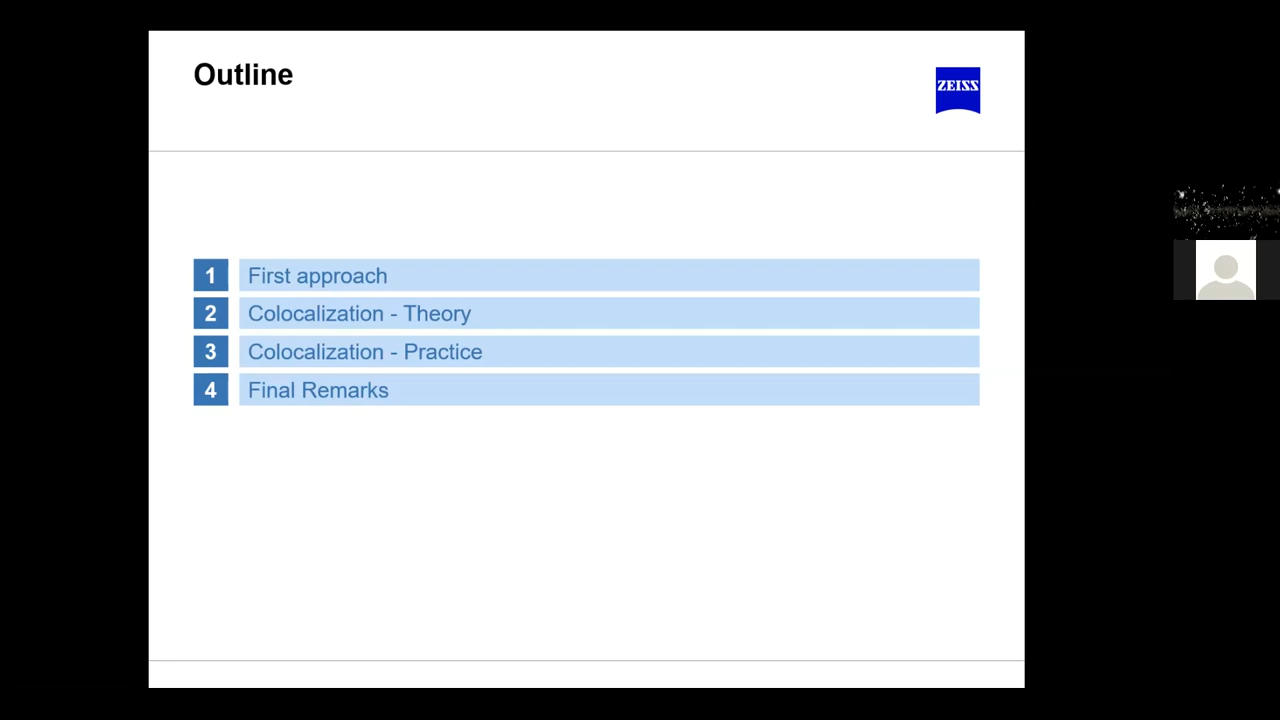 Outline
ZEISS
1 First approach
2 Colocalization - Theory
3 Colocalization - Practice
4 Final Remarks